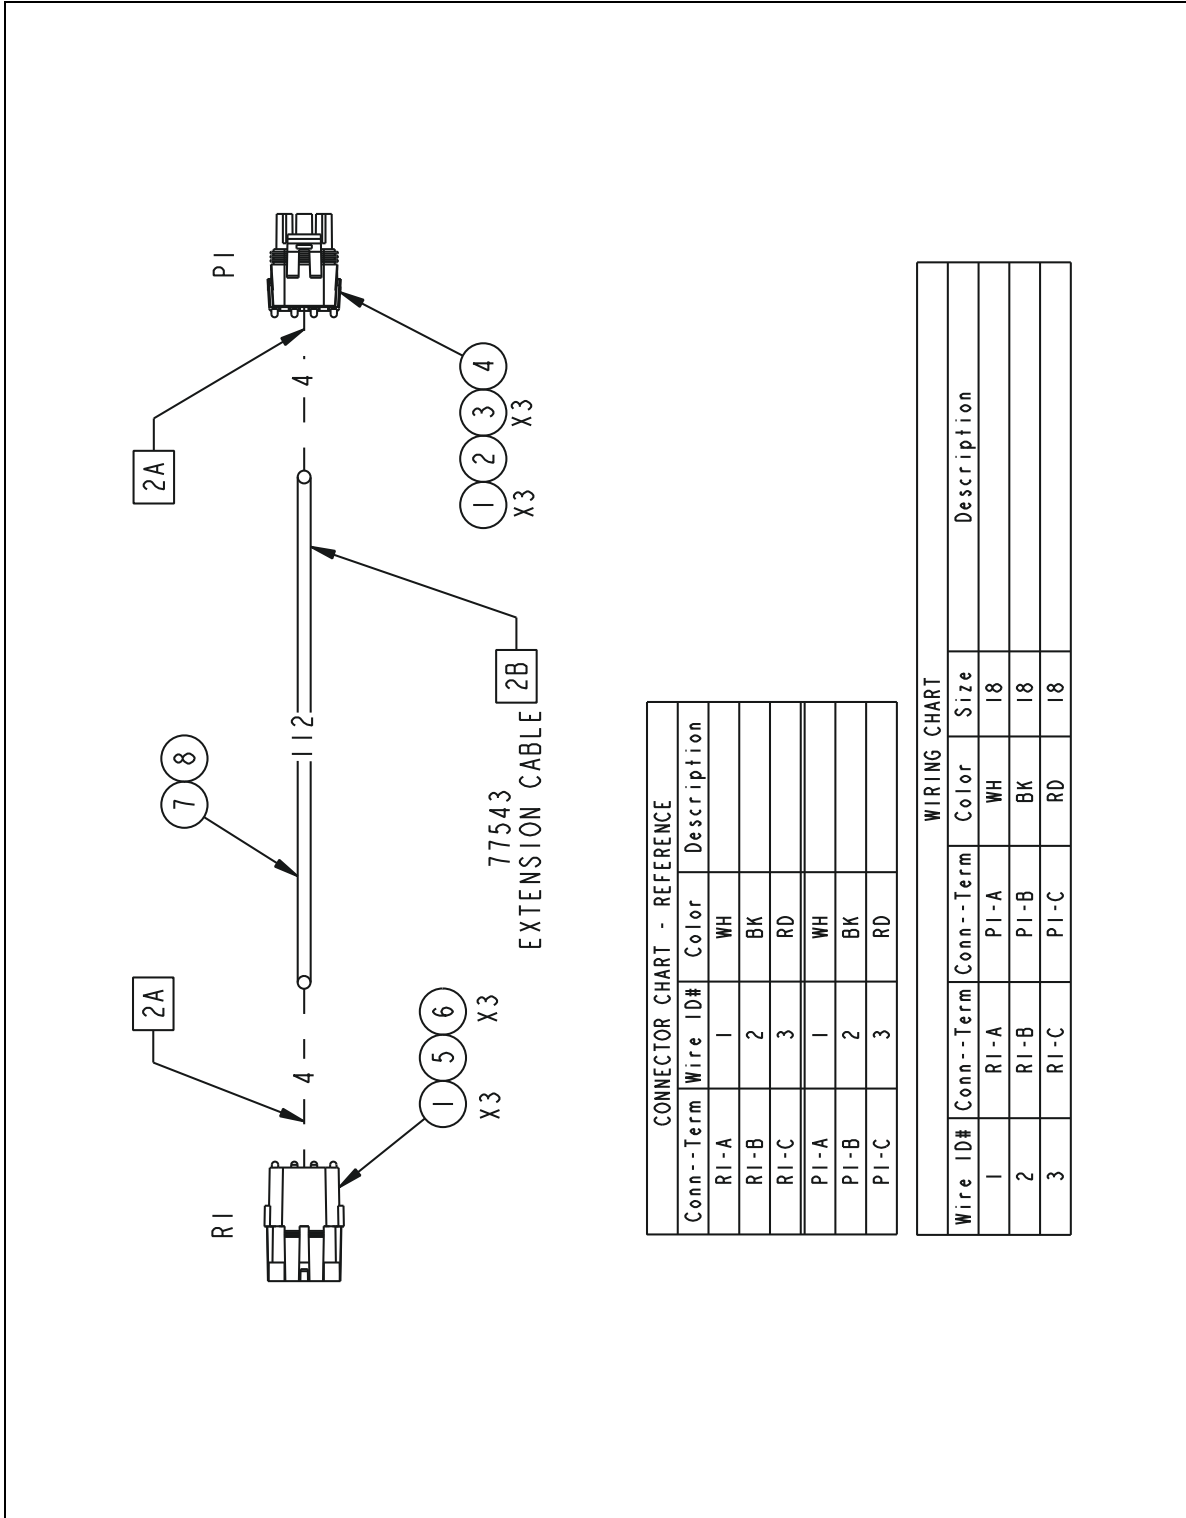 R1
P1
2A
2A
7 8
4
112
4
1 5 6
X3 X3
1 2 3 4
X3 X3
2B
77543
EXTENSION CABLE
CONNECTOR CHART - REFERENCE
Conn--Term Wire ID# Color Description
R1-A 1 WH
R1-B 2 BK
R1-C 3 RD
P1-A 1 WH
P1-B 2 BK
P1-C 3 RD
WIRING CHART
Wire ID# Conn--Term Conn--Term Color Size Description
1 R1-A P1-A WH 18
2 R1-B P1-B BK 18
3 R1-C P1-C RD 18